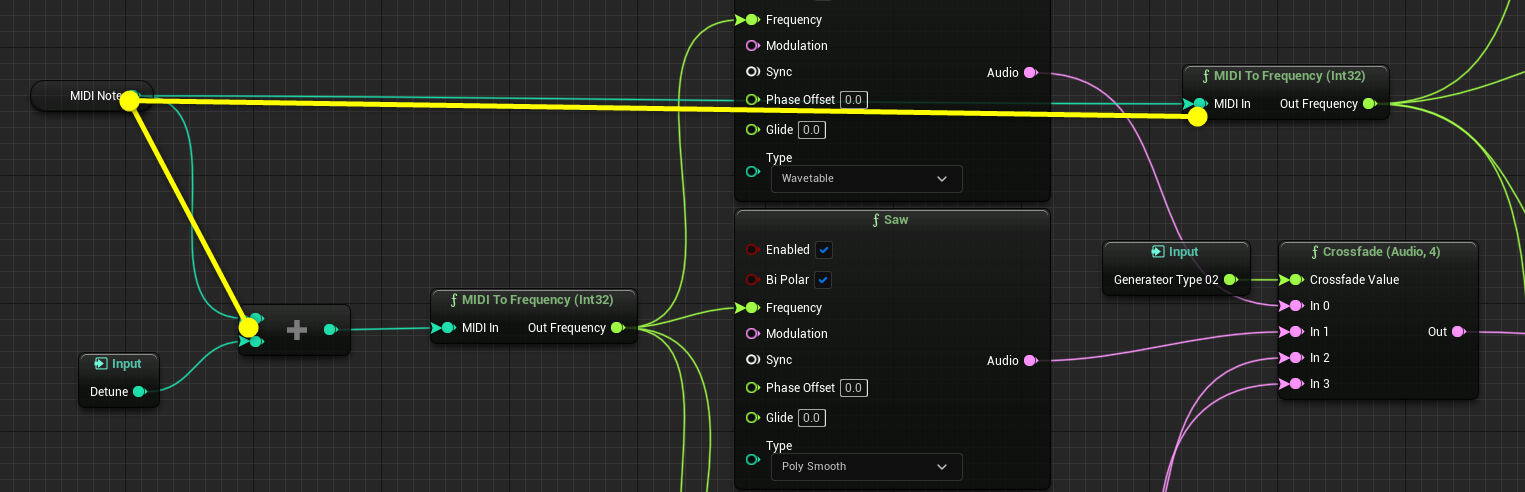 Frequency
Modulation
Sync
Audio
Phase Offset 0.0
Glide 0.0
Type
Wavetable
MIDI Note
ƒ MIDI To Frequency (Int32)
MIDI In Out Frequency
ƒ Saw
Enabled
Bi Polar
Frequency
Modulation
Sync
Audio
Phase Offset 0.0
Glide 0.0
Type
Poly Smooth
Input
Generateor Type 02
ƒ Crossfade (Audio, 4)
Crossfade Value
In 0
In 1 Out
In 2
In 3
ƒ MIDI To Frequency (Int32)
MIDI In Out Frequency
Input
Detune